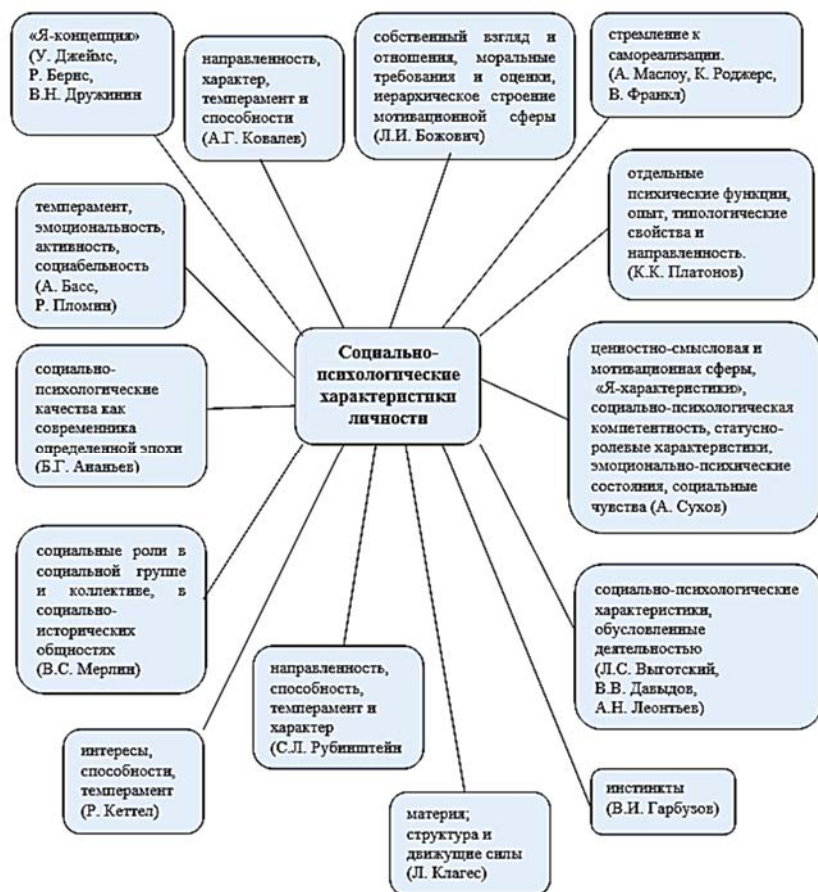 «Я-концепция»
(У. Джеймс,
Р. Бернс,
В.Н. Дружинин
направленность,
характер,
темперамент и
способности
(А.Г. Ковалев)
собственный взгляд и
отношения, моральные
требования и оценки,
иерархическое строение
мотивационной сферы
(Л.И. Божович)
стремление к
самореализации.
(А. Маслоу, К. Роджерс,
В. Франкл)
темперамент,
эмоциональность,
активность,
социабельность
(А. Басс,
Р. Пломин)
отдельные
психические функции,
опыт, типологические
свойства и
направленность.
(К.К. Платонов)
Социально-
психологические
характеристики
личности
социально-
психологические
качества как
современника
определенной эпохи
(Б.Г. Ананьев)
ценностно-смысловая и
мотивационная сферы,
«Я-характеристики»,
социально-психологическая
компетентность, статусно-
ролевые характеристики,
эмоционально-психические
состояния, социальные
чувства (А. Сухов)
социальные роли в
социальной группе
и коллективе, в
социально-
исторических
общностях
(В.С. Мерлин)
направленность,
способность,
темперамент и
характер
(С.Л. Рубинштейн
социально-психологические
характеристики,
обусловленные
деятельностью
(Л.С. Выготский,
В.В. Давыдов,
А.Н. Леонтьев)
интересы,
способности,
темперамент
(Р. Кеттел)
материя;
структура и
движущие силы
(Л. Клагес)
инстинкты
(В.И. Гарбузов)